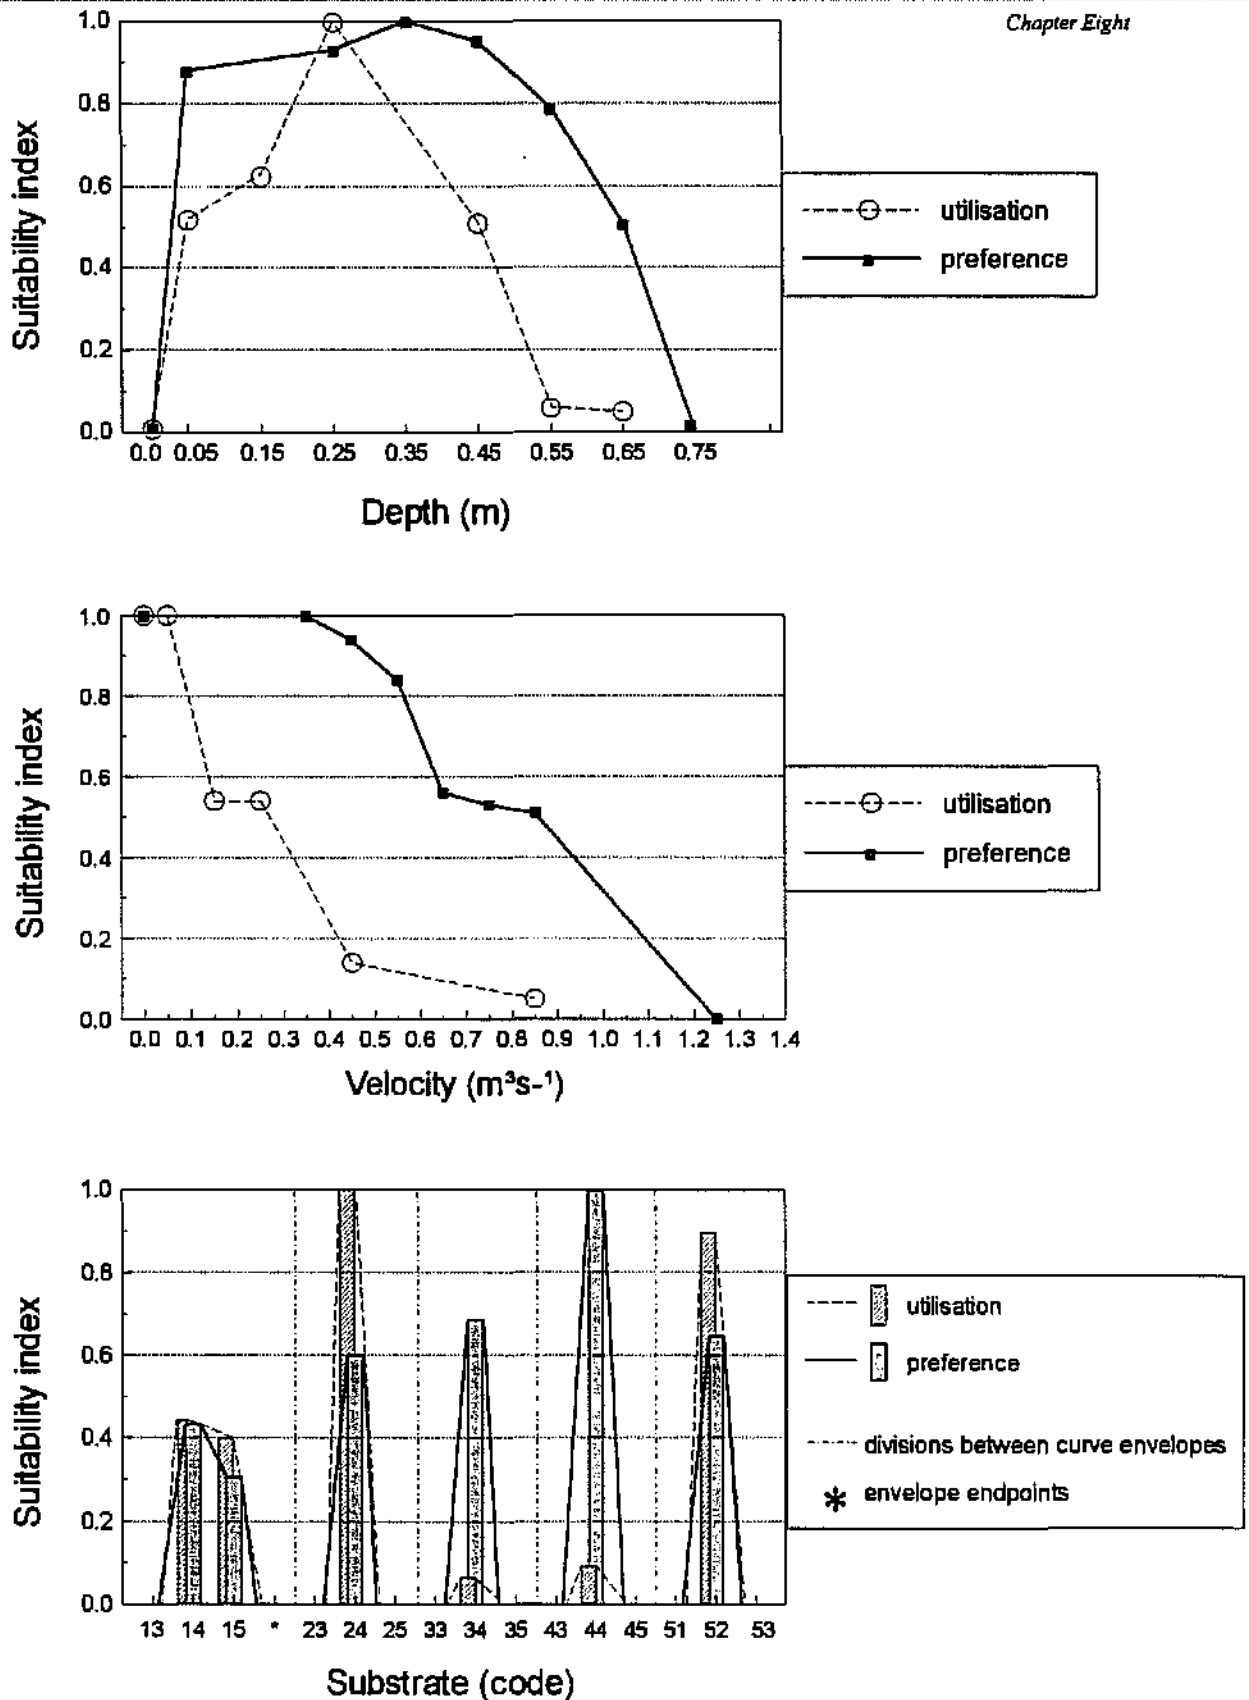 Chapter Eight
1.0
0.8
0.6
0.4
0.2
0.0
Suitability index
0.0 0.05 0.15 0.25 0.35 0.45 0.55 0.65 0.75
Depth (m)
utilisation
preference
1.0
0.8
0.6
0.4
0.2
0.0
Suitability index
0.0 0.1 0.2 0.3 0.4 0.5 0.6 0.7 0.8 0.9 1.0 1.1 1.2 1.3 1.4
Velocity (m³s-¹)
utilisation
preference
1.0
0.8
0.6
0.4
0.2
0.0
Suitability index
13 14 15 * 23 24 25 33 34 35 43 44 45 51 52 53
Substrate (code)
utilisation
preference
divisions between curve envelopes
* envelope endpoints